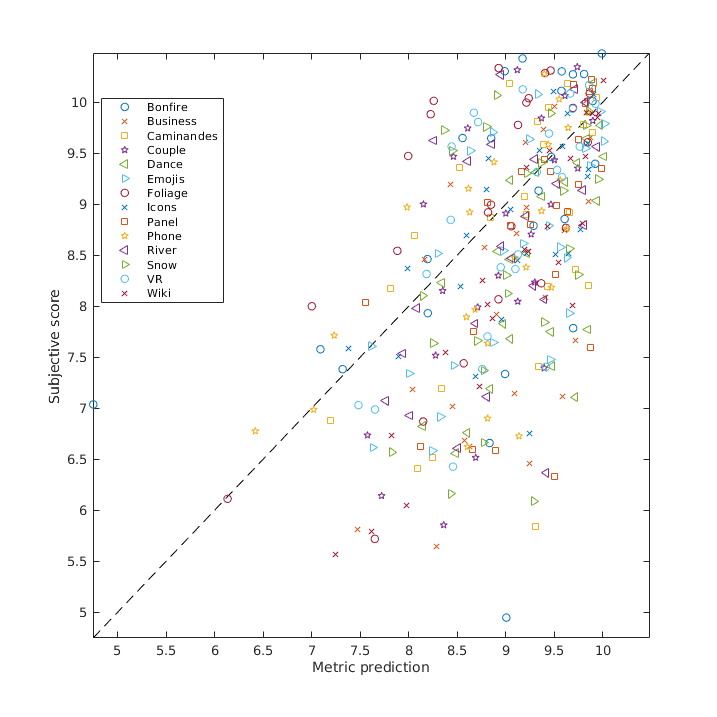 10
9.5
9
8.5
8
7.5
7
6.5
6
5.5
5
Subjective score
Bonfire
Business
Caminandes
Couple
Dance
Emojis
Foliage
Icons
Panel
Phone
River
Snow
VR
Wiki
5 5.5 6 6.5 7 7.5 8 8.5 9 9.5 10
Metric prediction